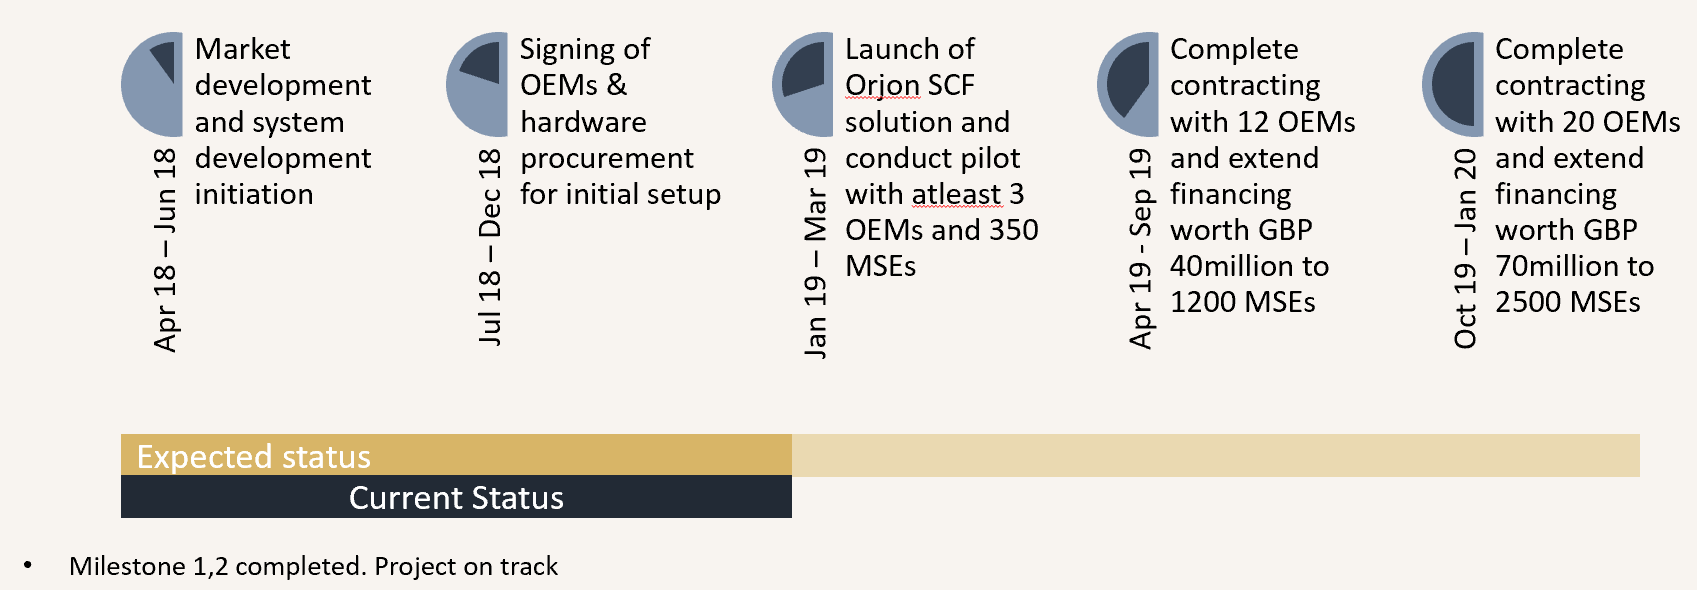 Apr 18 – Jun 18
Market
development
and system
development
initiation
Jul 18 – Dec 18
Signing of
OEMs &
hardware
procurement
for initial setup
Jan 19 – Mar 19
Launch of
Orjon SCF
solution and
conduct pilot
with atleast 3
OEMs and 350
MSEs
Apr 19 - Sep 19
Complete
contracting
with 12 OEMs
and extend
financing
worth GBP
40million to
1200 MSEs
Oct 19 – Jan 20
Complete
contracting
with 20 OEMs
and extend
financing
worth GBP
70million to
2500 MSEs
Expected status
Current Status
• Milestone 1,2 completed. Project on track